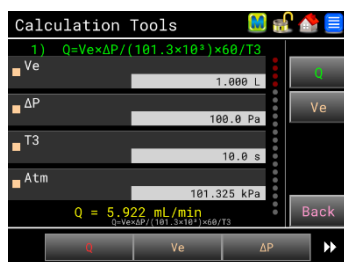 Calculation Tools
M
1) Q=Ve×ΔP/(101.3×10³)×60/T3
Ve
1.000 L
Q
ΔP
100.0 Pa
Ve
T3
10.0 s
Atm
101.325 kPa
Q = 5.922 mL/min
Q=Ve×ΔP/(101.3×10³)×60/T3
Back
Q
Ve
ΔP